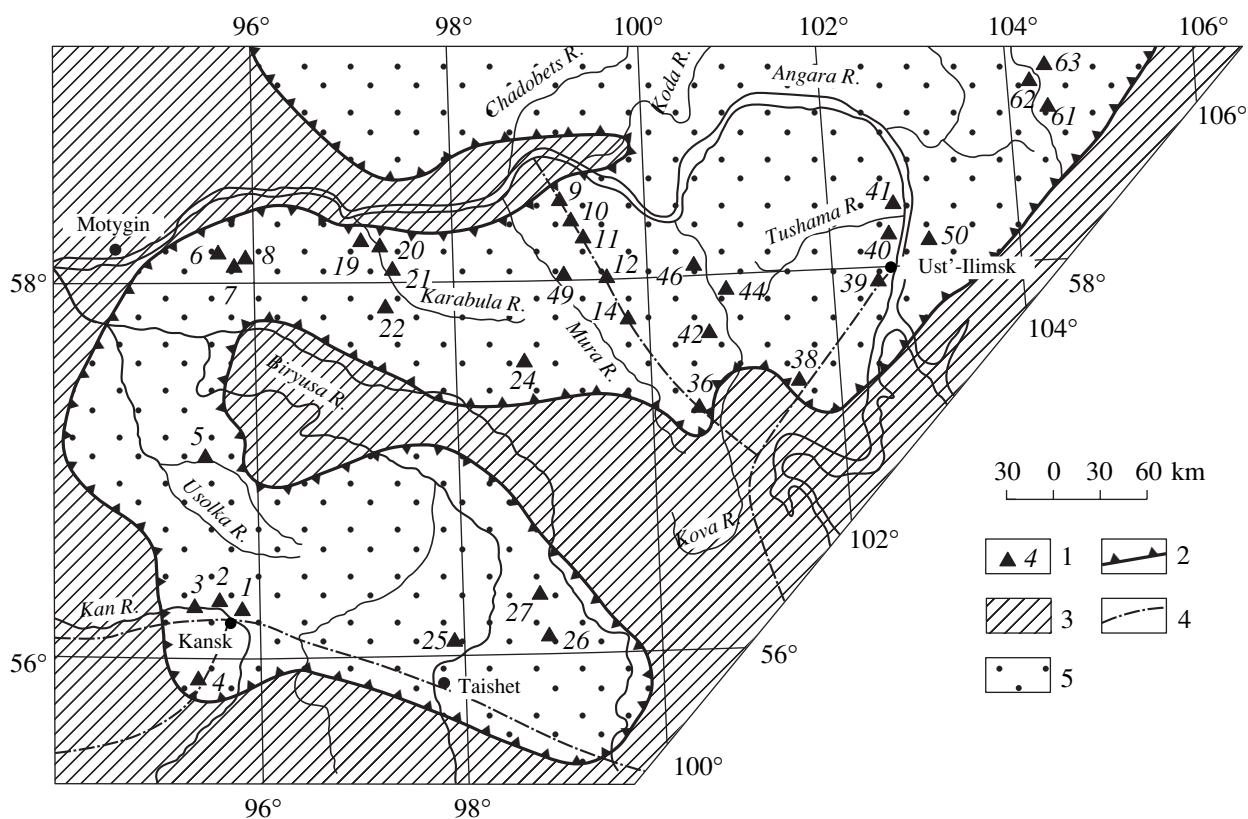 96° 98° 100° 102° 104° 106°
Chadobets R.
Koda R.
Angara R.
63
62
61
106°
9
10
11
41
Tushama R.
40
50
Motygin
6
8
7
19
20
21
12
46
44
39
Ust'-Ilimsk
58°
58°
49
Karabula R.
22
14
42
104°
Mura R.
24
38
36
Biryusa R.
5
Usolka R.
Kova R.
102°
30 0 30 60 km
4 1
2
3
4
5
3 2 1
Kan R.
Kansk
27
26
25
56°
56°
4
Taishet
100°
96° 98°